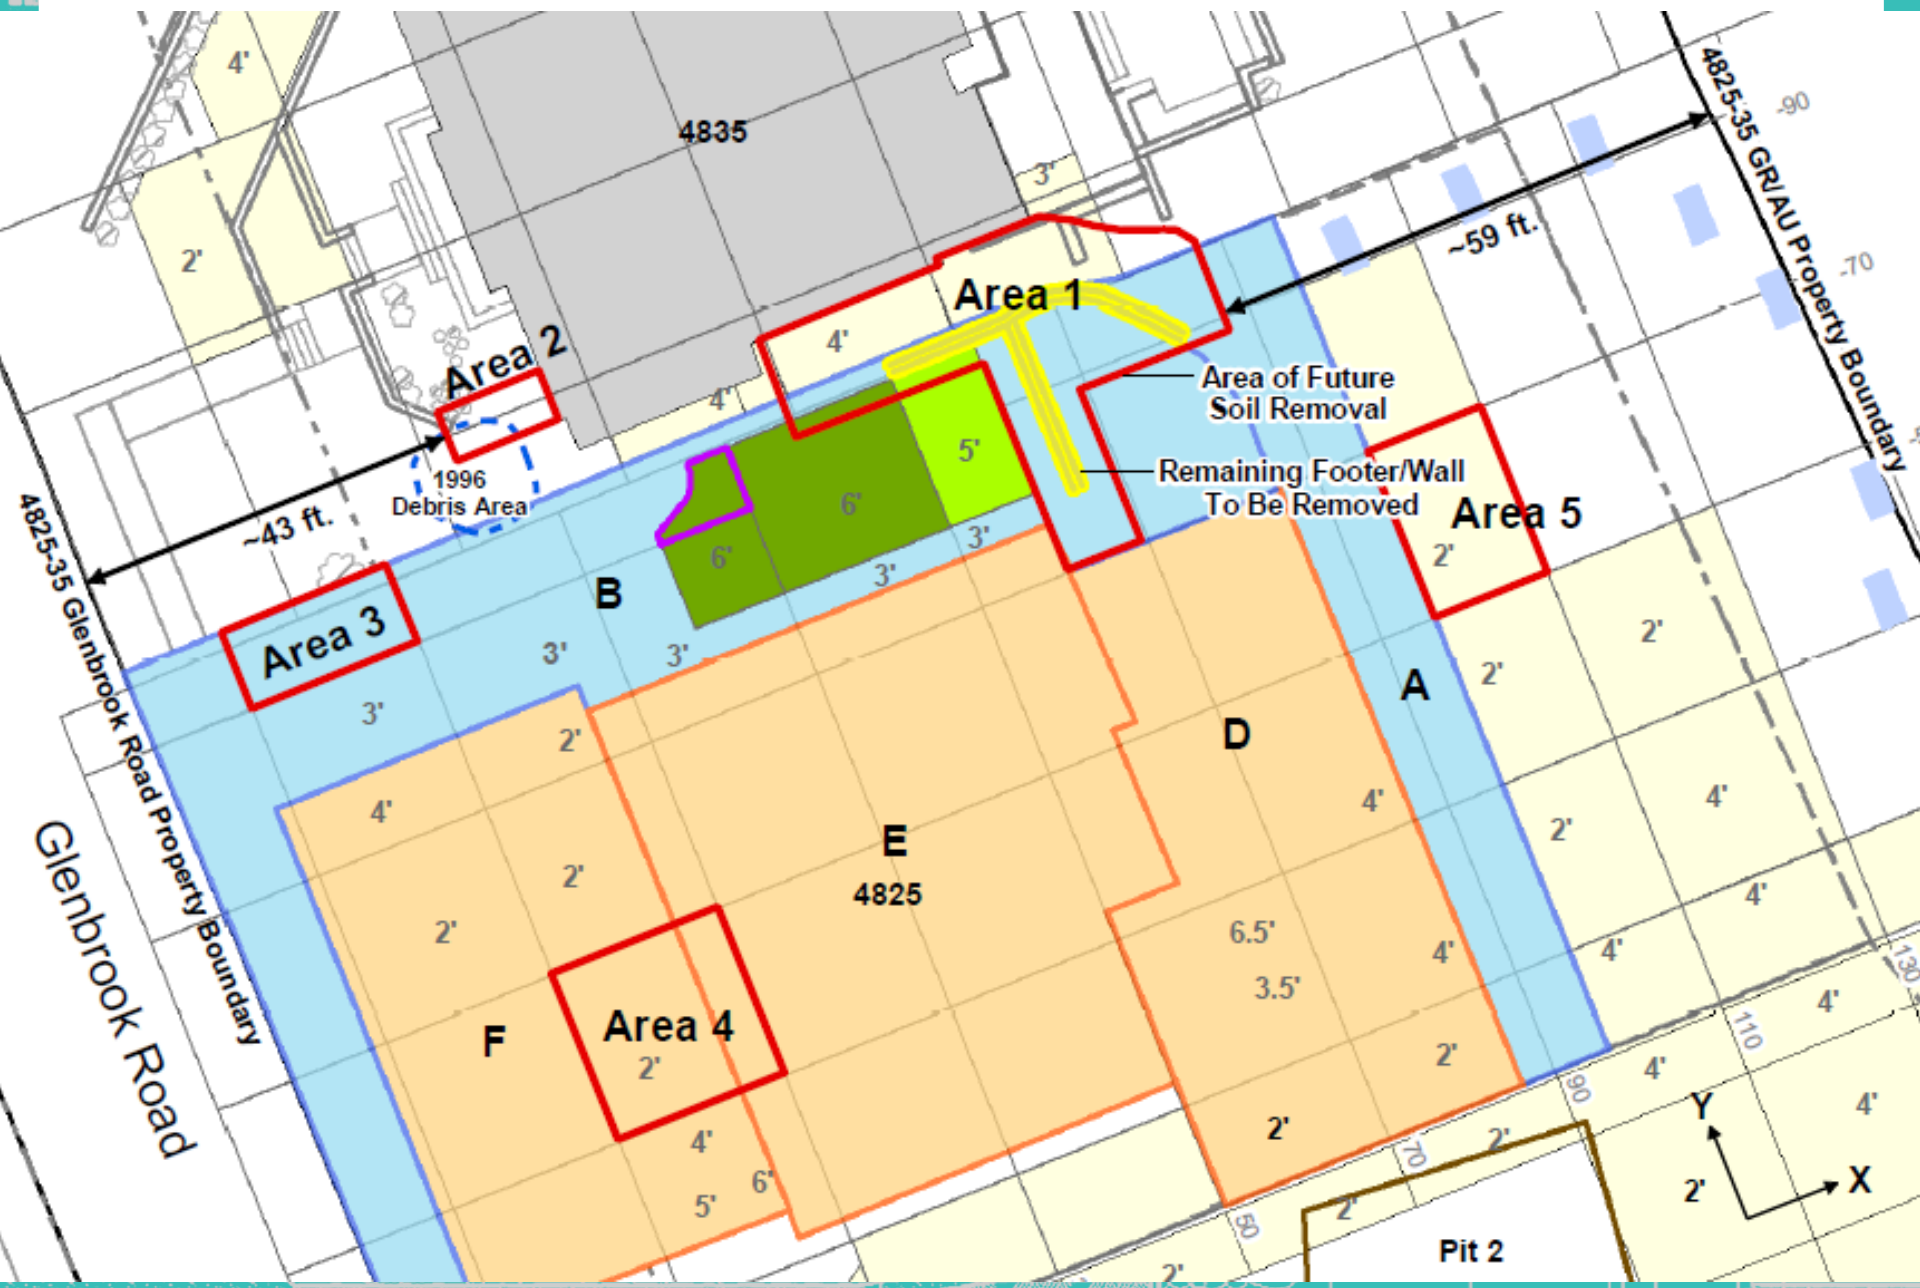 4'
4835
-90
4825-35 GR/AU Property Boundary
3'
~59 ft.
2'
-70
Area 1
4'
Area 2
4'
Area of Future
Soil Removal
5'
Remaining Footer/Wall
To Be Removed
1996
Debris Area
~43 ft.
6'
Area 5
2'
3'
6'
3'
B
4825-35 Glenbrook Road Property Boundary
Area 3
3'
3'
2'
2'
A
3'
2'
D
4'
4'
4'
2'
E
4825
2'
4'
2'
6.5'
4'
4'
3.5'
130
Glenbrook Road
Area 4
F
2'
4'
110
2'
4'
90
Y
4'
2'
4'
2'
70
6'
X
5'
2'
2'
50
Pit 2
2'